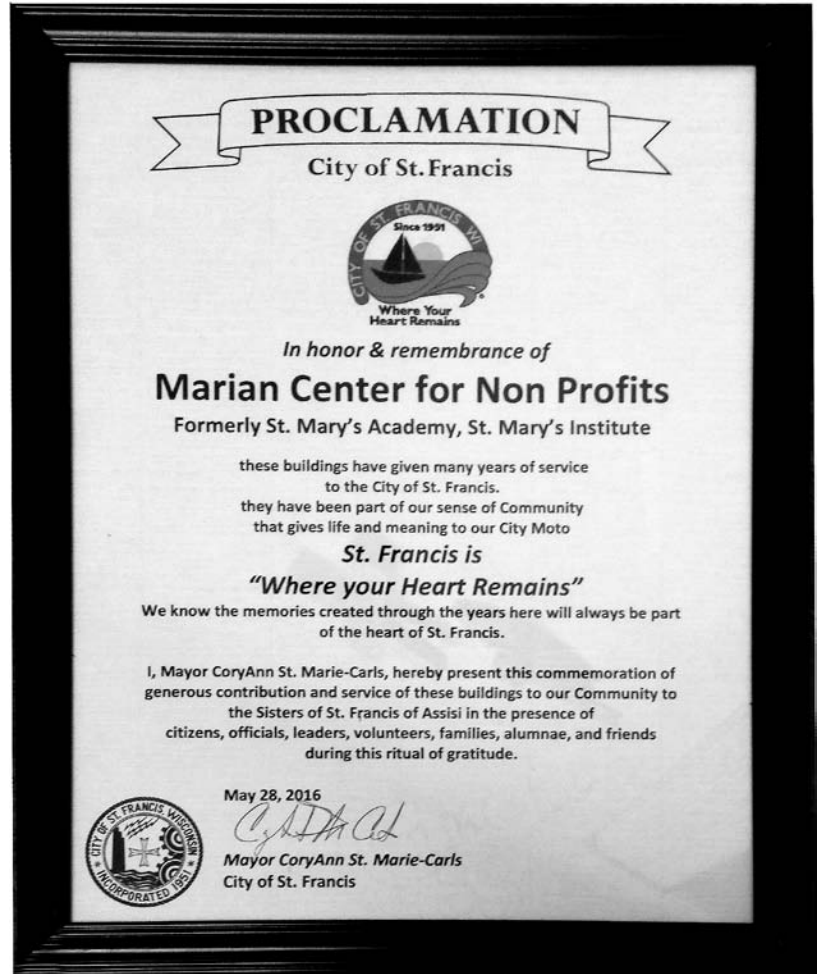 PROCLAMATION
City of St. Francis
CITY OF ST. FRANCIS WI
Since 1951
Where Your
Heart Remains
In honor & remembrance of
Marian Center for Non Profits
Formerly St. Mary's Academy, St. Mary's Institute
these buildings have given many years of service
to the City of St. Francis.
they have been part of our sense of Community
that gives life and meaning to our City Moto
St. Francis is
"Where your Heart Remains"
We know the memories created through the years here will always be part
of the heart of St. Francis.
I, Mayor CoryAnn St. Marie-Carls, hereby present this commemoration of
generous contribution and service of these buildings to our Community to
the Sisters of St. Francis of Assisi in the presence of
citizens, officials, leaders, volunteers, families, alumnae, and friends
during this ritual of gratitude.
May 28, 2016
Mayor CoryAnn St. Marie-Carls
City of St. Francis
CITY OF ST. FRANCIS, WISCONSIN
INCORPORATED 1951